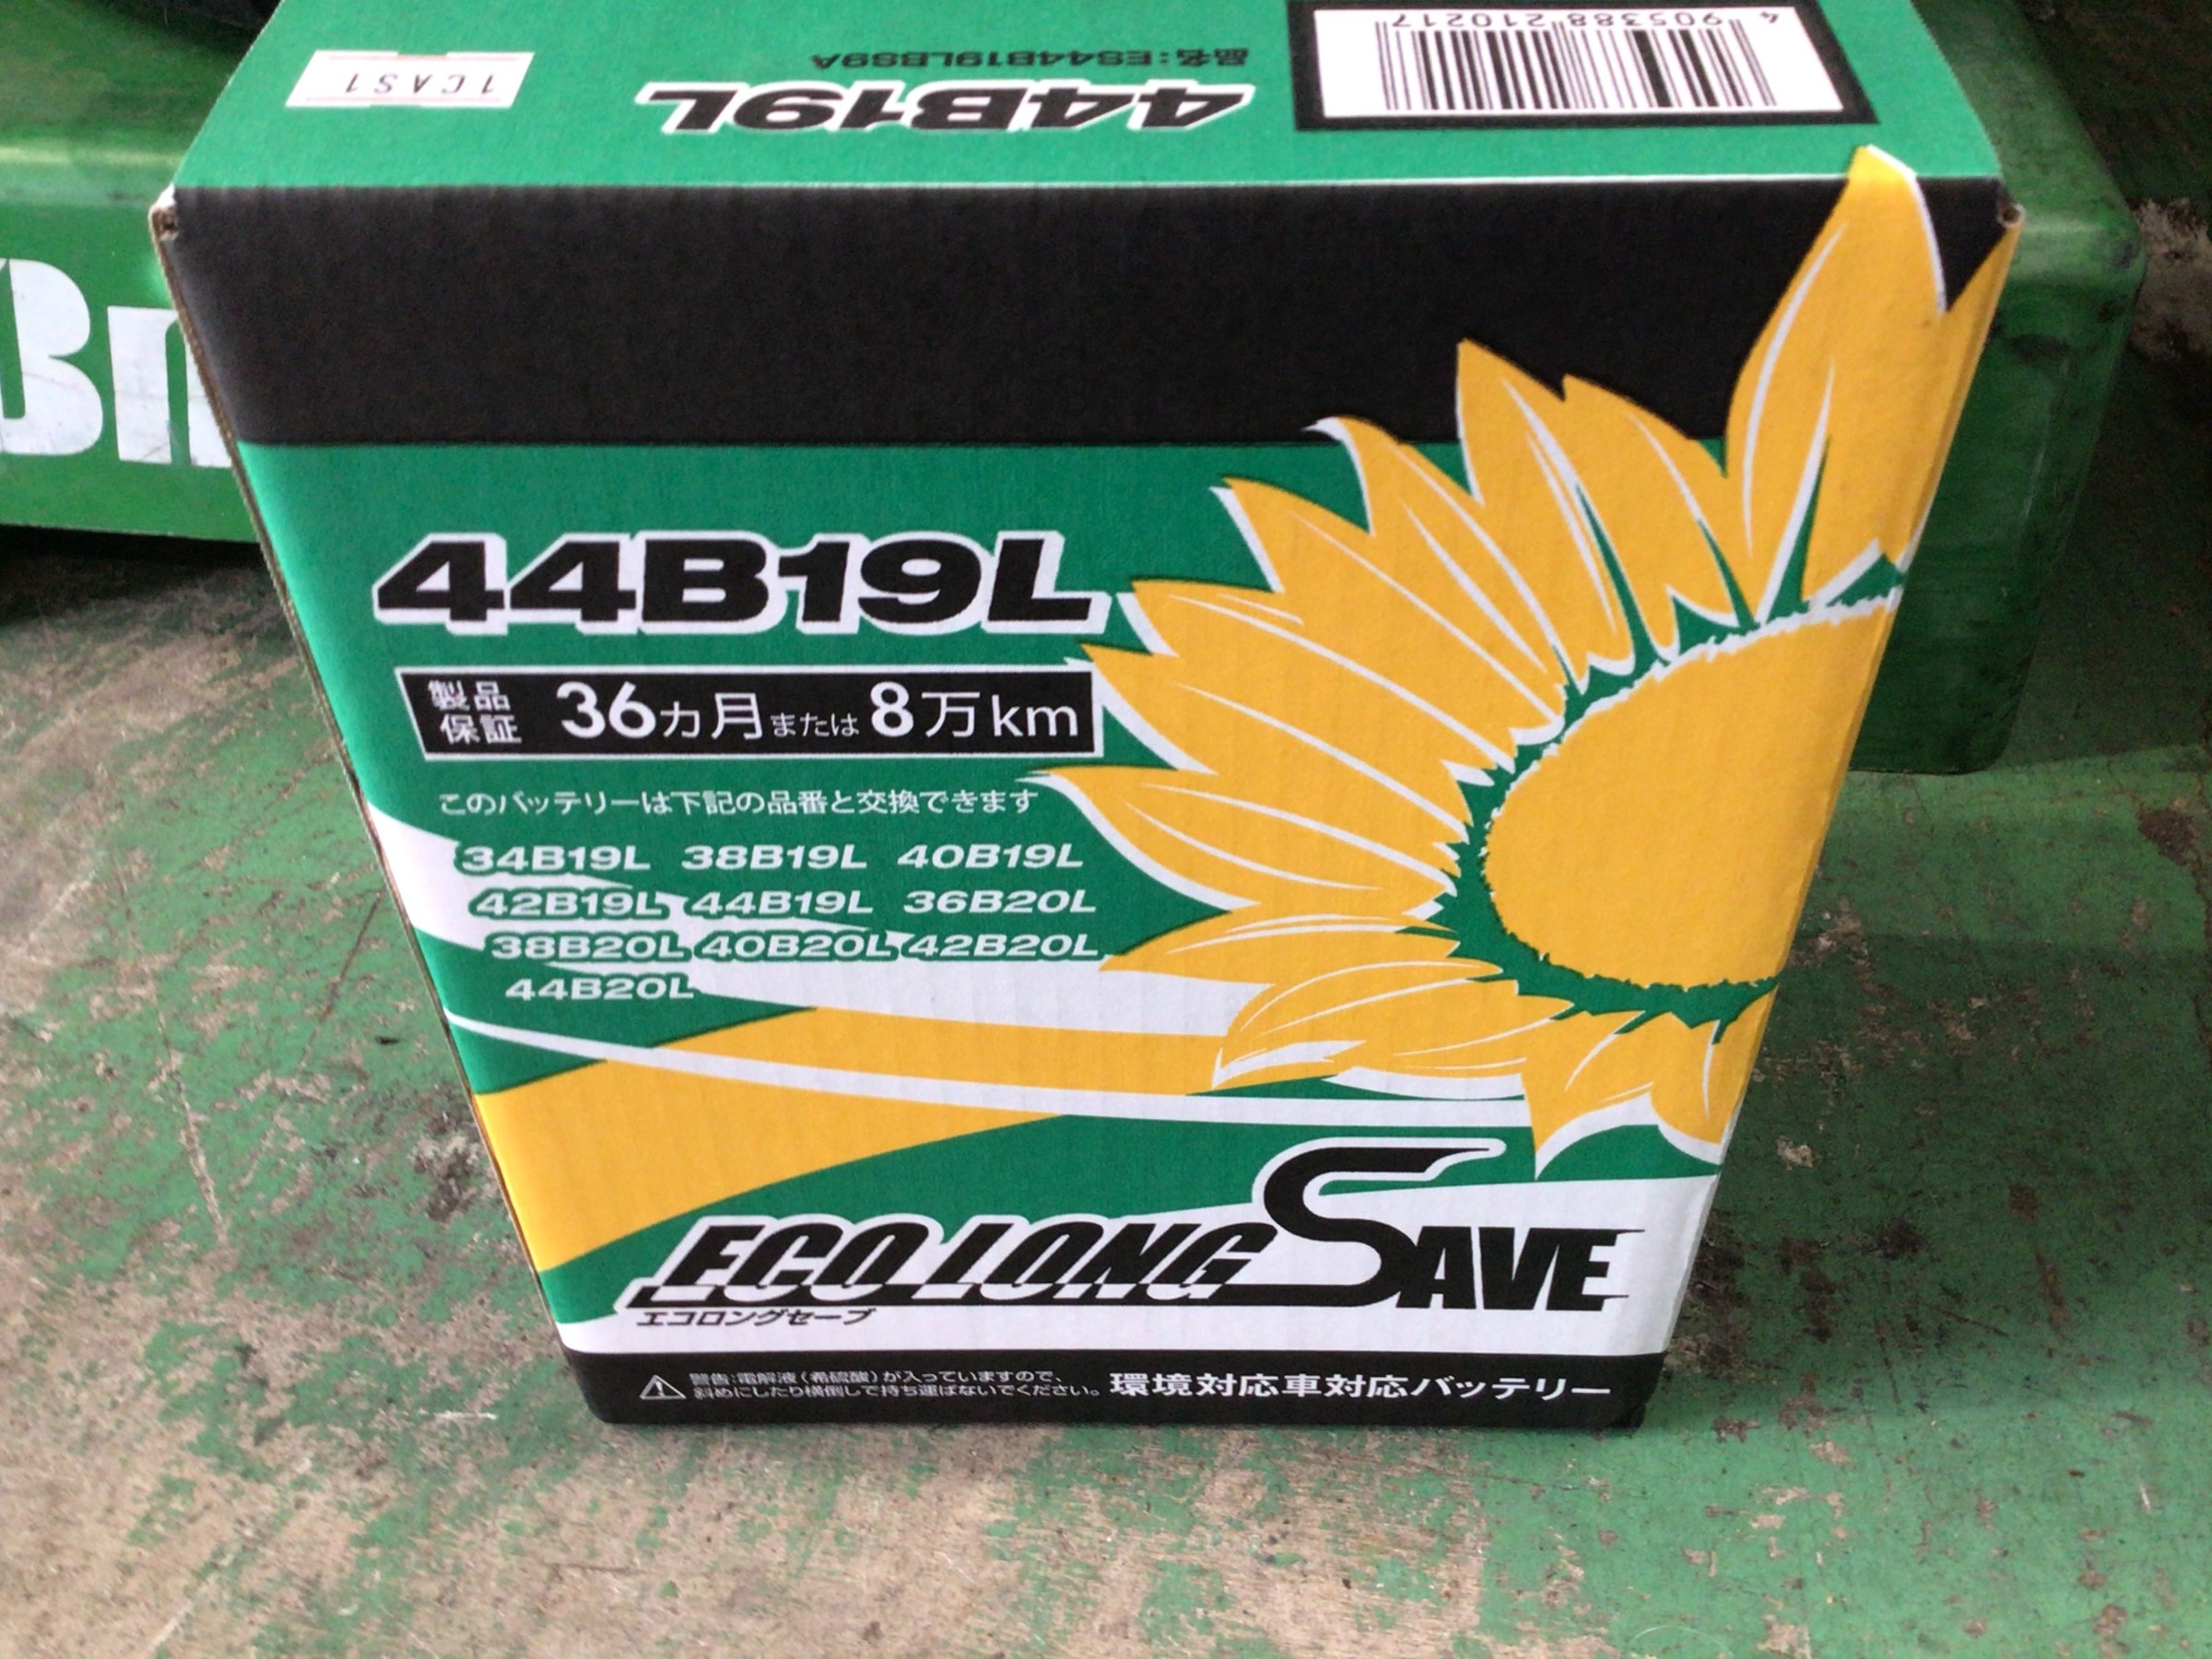 4 905388 210217
品名:ES44B19LBS9A
44B19L
1CAS1
Bm
44B19L
製品保証 36カ月または8万km
このバッテリーは下記の品番と交換できます
34B19L 38B19L 40B19L
42B19L 44B19L 36B20L
38B20L 40B20L 42B20L
44B20L
ECO LONG SAVE
エコロングセーブ
警告:電解液(希硫酸)が入っていますので、
斜めにしたり横倒しで持ち運ばないでください。
環境対応車対応バッテリー